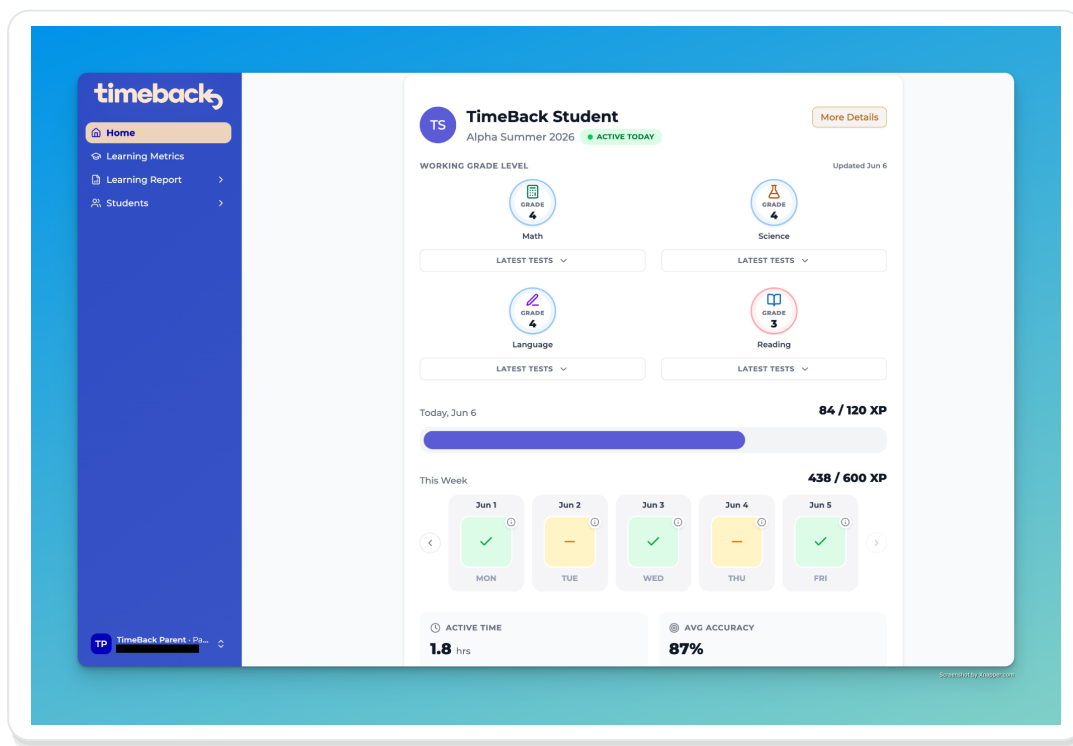 timeback
Home
Learning Metrics
Learning Report
Students
TP
TimeBack Parent · Pa...
TS
TimeBack Student
Alpha Summer 2026
ACTIVE TODAY
More Details
WORKING GRADE LEVEL
Updated Jun 6
GRADE
4
Math
LATEST TESTS
GRADE
4
Science
LATEST TESTS
GRADE
4
Language
LATEST TESTS
GRADE
3
Reading
LATEST TESTS
Today, Jun 6
84 / 120 XP
This Week
438 / 600 XP
Jun 1
MON
Jun 2
TUE
Jun 3
WED
Jun 4
THU
Jun 5
FRI
ACTIVE TIME
1.8 hrs
AVG ACCURACY
87%
Screenshot by Xnapper.com